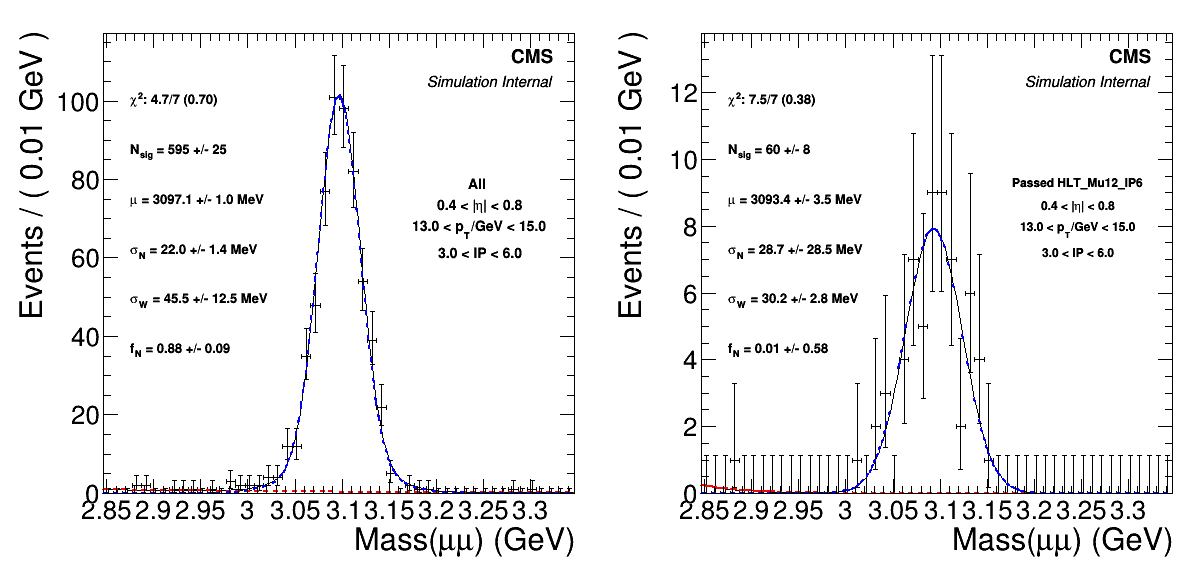 CMS
Simulation Internal
χ²: 4.7/7 (0.70)
N_sig = 595 +/- 25
μ = 3097.1 +/- 1.0 MeV
σ_N = 22.0 +/- 1.4 MeV
σ_W = 45.5 +/- 12.5 MeV
f_N = 0.88 +/- 0.09
All
0.4 < |η| < 0.8
13.0 < p_T/GeV < 15.0
3.0 < IP < 6.0
Events / ( 0.01 GeV )
100
80
60
40
20
0
2.85 2.9 2.95 3 3.05 3.1 3.15 3.2 3.25 3.3
Mass(μμ) (GeV)
CMS
Simulation Internal
χ²: 7.5/7 (0.38)
N_sig = 60 +/- 8
μ = 3093.4 +/- 3.5 MeV
σ_N = 28.7 +/- 28.5 MeV
σ_W = 30.2 +/- 2.8 MeV
f_N = 0.01 +/- 0.58
Passed HLT_Mu12_IP6
0.4 < |η| < 0.8
13.0 < p_T/GeV < 15.0
3.0 < IP < 6.0
Events / ( 0.01 GeV )
12
10
8
6
4
2
0
2.85 2.9 2.95 3 3.05 3.1 3.15 3.2 3.25 3.3
Mass(μμ) (GeV)